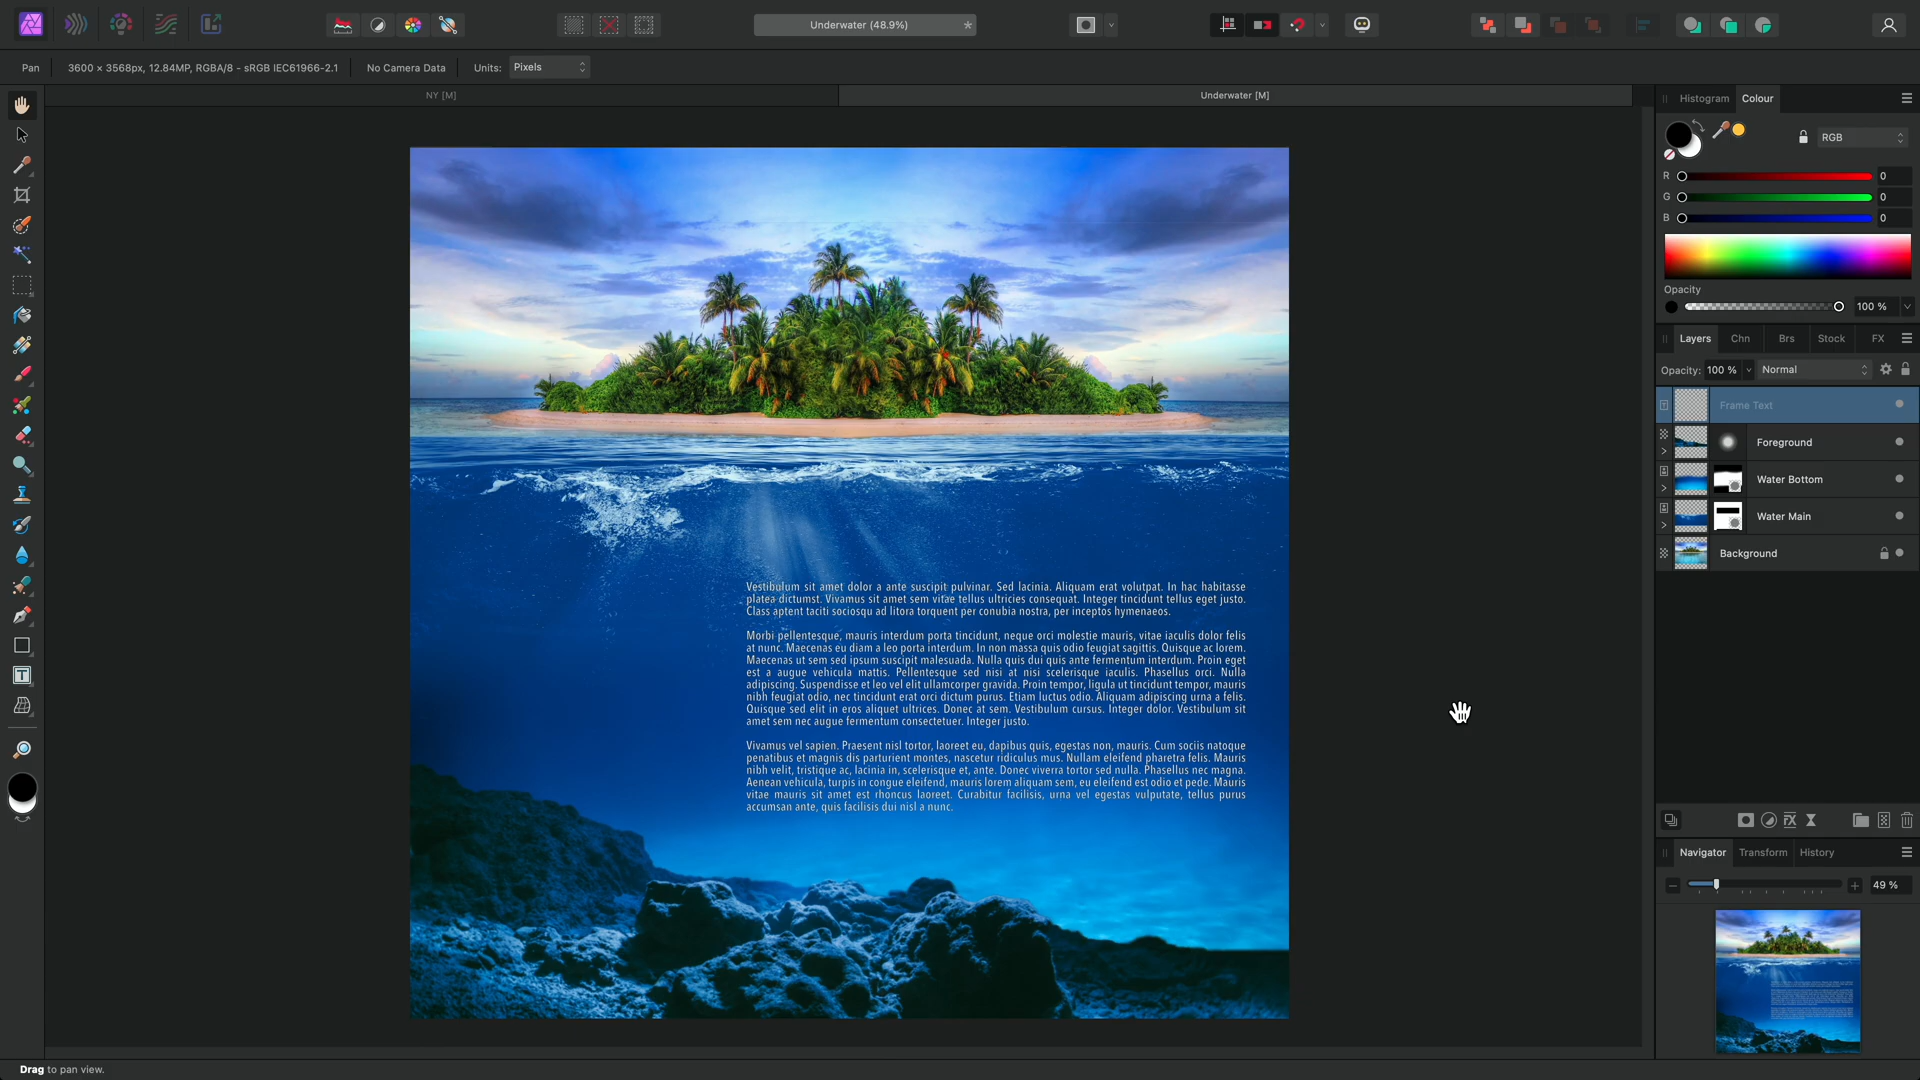 Underwater (48.9%)
*
Pan
3600 × 3568px, 12.84MP, RGBA/8 - sRGB IEC61966-2.1
No Camera Data
Units:
Pixels
NY [M]
Underwater [M]
Histogram
Colour
RGB
R
0
G
0
B
0
Opacity
100 %
Layers
Chn
Brs
Stock
FX
Opacity:
100 %
Normal
Frame Text
Foreground
Water Bottom
Water Main
Background
Vestibulum sit amet dolor a ante suscipit pulvinar. Sed lacinia. Aliquam erat volutpat. In hac habitasse
platea dictumst. Vivamus sit amet sem vitae tellus ultricies consequat. Integer tincidunt tellus eget justo.
Class aptent taciti sociosqu ad litora torquent per conubia nostra, per inceptos hymenaeos.
Morbi pellentesque, mauris interdum porta tincidunt, neque orci molestie mauris, vitae iaculis dolor felis
at nunc. Maecenas eu diam a leo porta interdum. In non massa quis odio feugiat sagittis. Quisque ac lorem.
Maecenas ut sem sed ipsum suscipit malesuada. Nulla quis dui quis ante fermentum interdum. Proin eget
est a augue vehicula mattis. Pellentesque sed nisi at nisi scelerisque iaculis. Phasellus orci. Nulla
adipiscing. Suspendisse et leo vel elit ullamcorper gravida. Proin tempor, ligula ut tincidunt tempor, mauris
nibh feugiat odio, nec tincidunt erat orci dictum purus. Etiam luctus odio. Aliquam adipiscing urna a felis.
Quisque sed elit in eros aliquet ultrices. Donec at sem. Vestibulum cursus. Integer dolor. Vestibulum sit
amet sem nec augue fermentum consectetuer. Integer justo.
Vivamus vel sapien. Praesent nisl tortor, laoreet eu, dapibus quis, egestas non, mauris. Cum sociis natoque
penatibus et magnis dis parturient montes, nascetur ridiculus mus. Nullam eleifend pharetra felis. Mauris
nibh velit, tristique ac, lacinia in, scelerisque et, ante. Donec viverra tortor sed nulla. Phasellus nec magna.
Aenean vehicula, turpis in congue eleifend, mauris lorem aliquam sem, eu eleifend est odio et pede. Mauris
vitae mauris sit amet est rhoncus laoreet. Curabitur facilisis, urna vel egestas vulputate, tellus purus
accumsan ante, quis facilisis dui nisl a nunc.
Navigator
Transform
History
49 %
Drag to pan view.